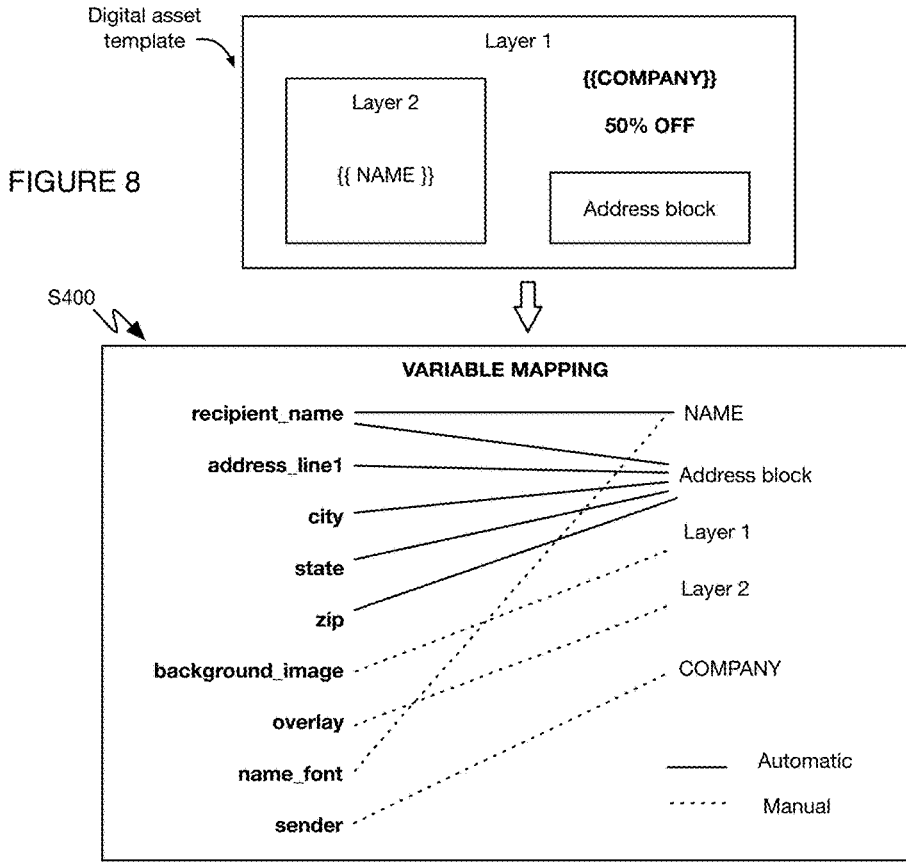 Digital asset
template
Layer 1
Layer 2
{{ NAME }}
{{COMPANY}}
50% OFF
Address block
FIGURE 8
S400
VARIABLE MAPPING
recipient_name
NAME
address_line1
Address block
city
Layer 1
state
Layer 2
zip
background_image
COMPANY
overlay
name_font
Automatic
Manual
sender